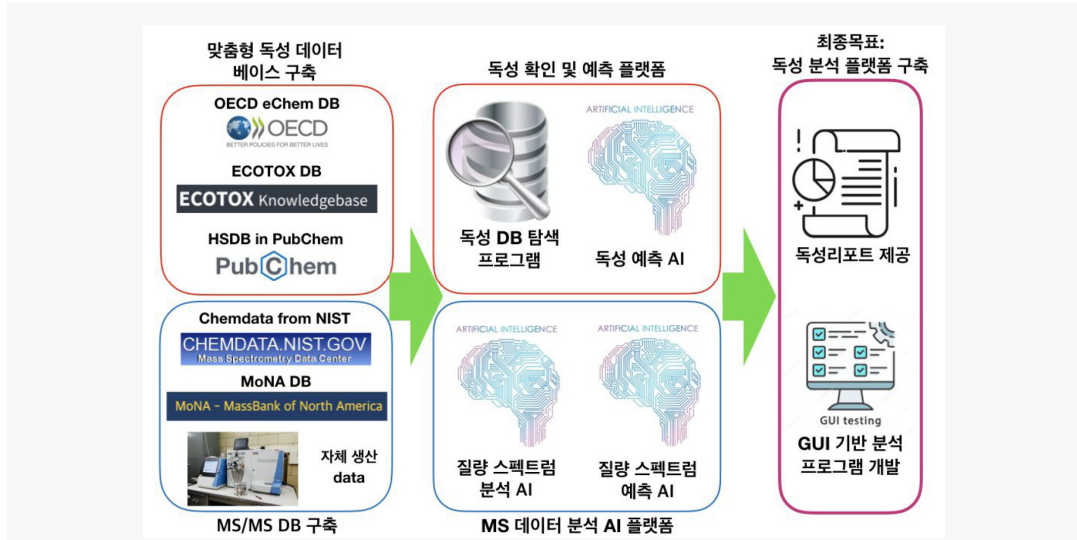 맞춤형 독성 데이터
베이스 구축
OECD eChem DB
OECD
BETTER POLICIES FOR BETTER LIVES
ECOTOX DB
ECOTOX Knowledgebase
HSDB in PubChem
PubChem
Chemdata from NIST
CHEMDATA.NIST.GOV
Mass Spectrometry Data Center
MoNA DB
MoNA - MassBank of North America
자체 생산
data
MS/MS DB 구축
독성 확인 및 예측 플랫폼
ARTIFICIAL INTELLIGENCE
독성 DB 탐색
프로그램
독성 예측 AI
ARTIFICIAL INTELLIGENCE
ARTIFICIAL INTELLIGENCE
질량 스펙트럼
분석 AI
질량 스펙트럼
예측 AI
MS 데이터 분석 AI 플랫폼
최종목표:
독성 분석 플랫폼 구축
독성리포트 제공
GUI testing
GUI 기반 분석
프로그램 개발